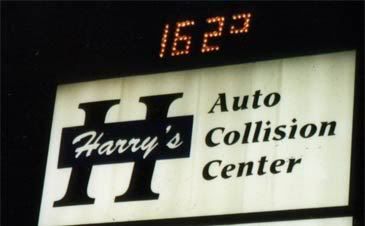 162
H
Harry's
Auto
Collision
Center